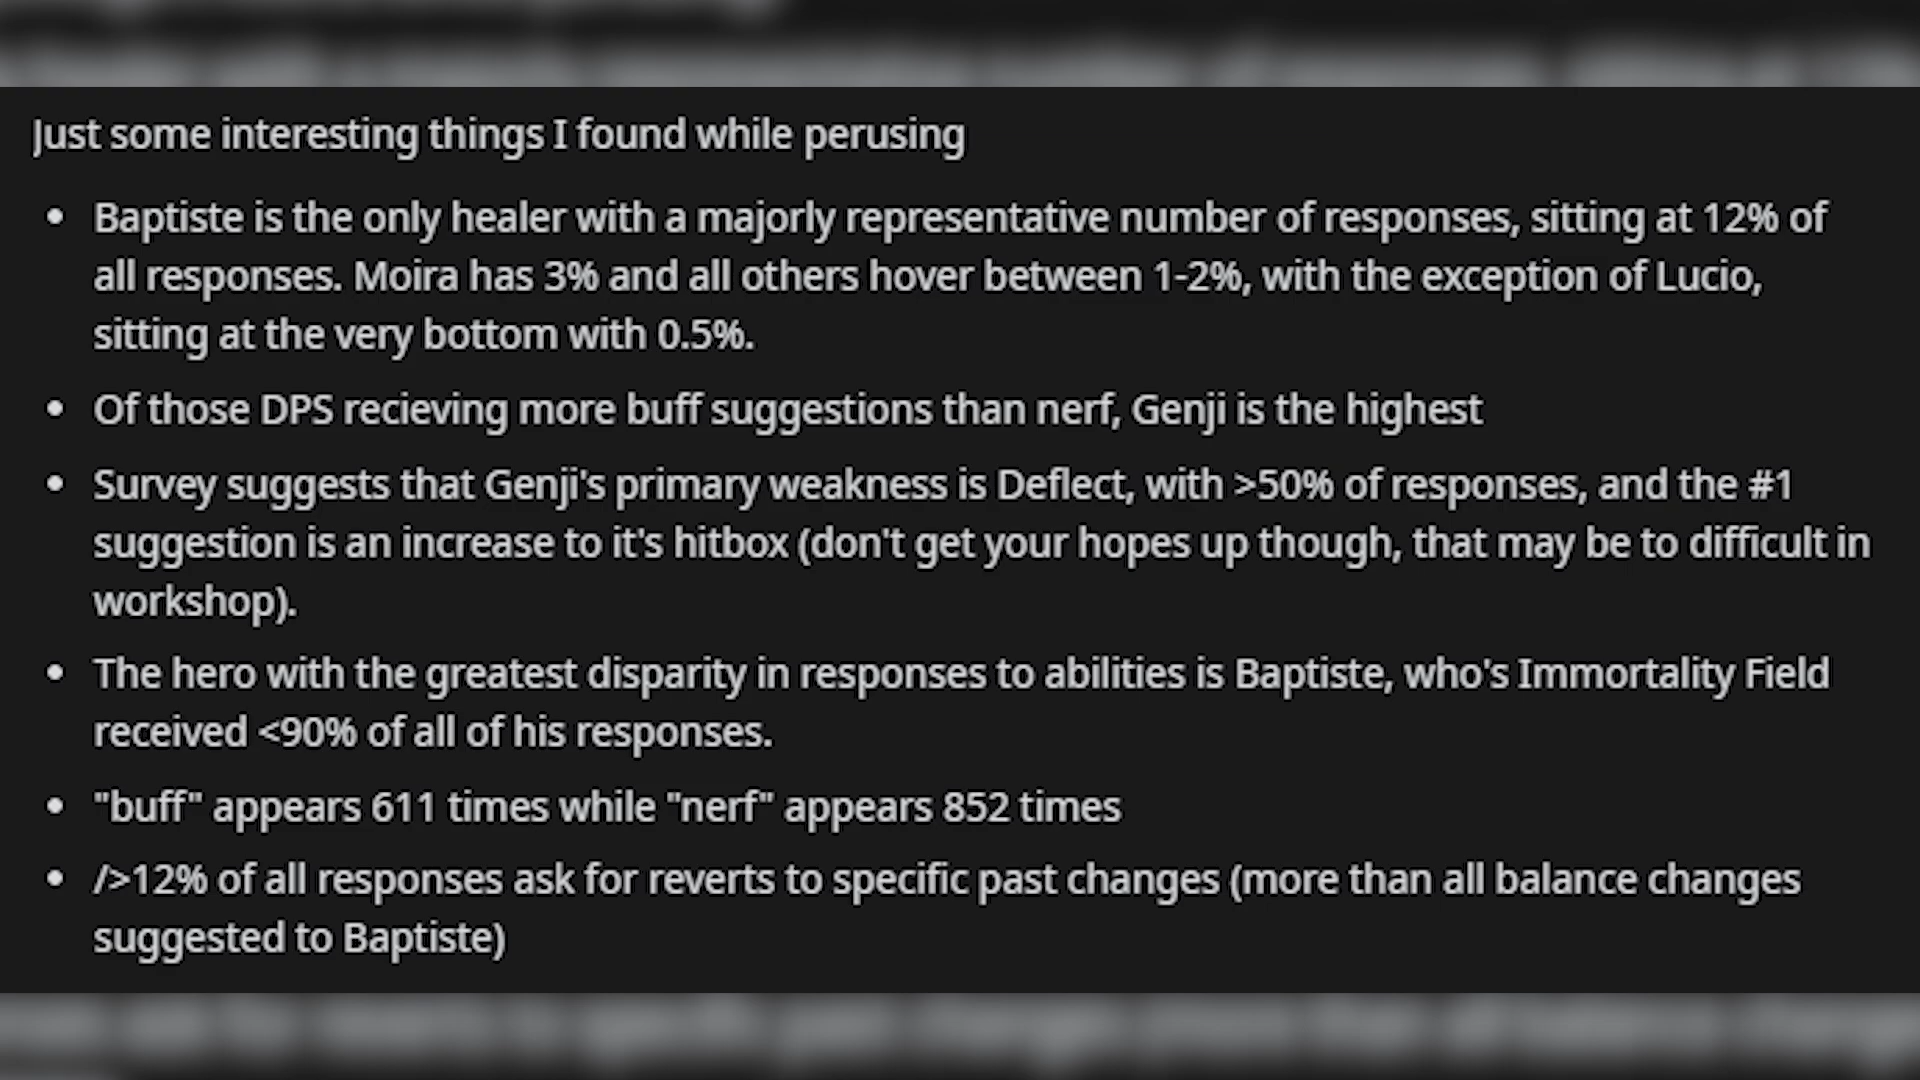 Just some interesting things I found while perusing
• Baptiste is the only healer with a majorly representative number of responses, sitting at 12% of
all responses. Moira has 3% and all others hover between 1-2%, with the exception of Lucio,
sitting at the very bottom with 0.5%.
• Of those DPS recieving more buff suggestions than nerf, Genji is the highest
• Survey suggests that Genji's primary weakness is Deflect, with >50% of responses, and the #1
suggestion is an increase to it's hitbox (don't get your hopes up though, that may be to difficult in
workshop).
• The hero with the greatest disparity in responses to abilities is Baptiste, who's Immortality Field
received <90% of all of his responses.
• "buff" appears 611 times while "nerf" appears 852 times
• />12% of all responses ask for reverts to specific past changes (more than all balance changes
suggested to Baptiste)